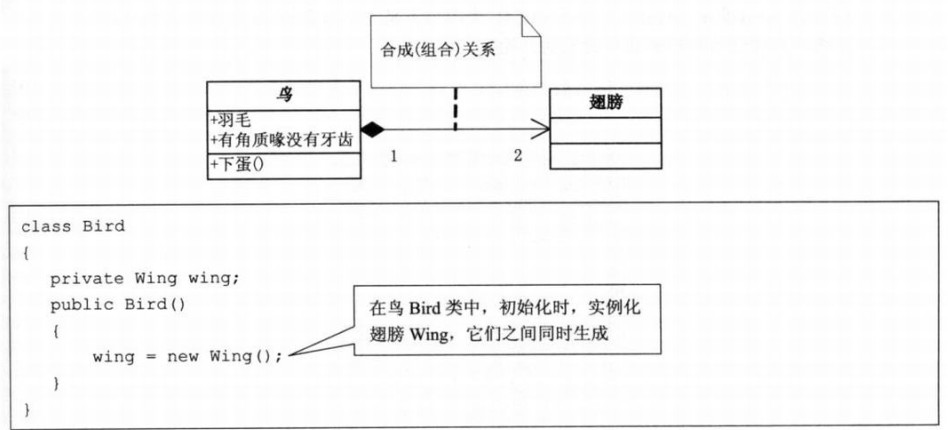 合成(组合)关系
鸟
+羽毛
+有角质喙没有牙齿
+下蛋()
翅膀
1
2
class Bird
{
private Wing wing;
public Bird()
{
wing = new Wing();
}
}
在鸟 Bird 类中，初始化时，实例化
翅膀 Wing，它们之间同时生成